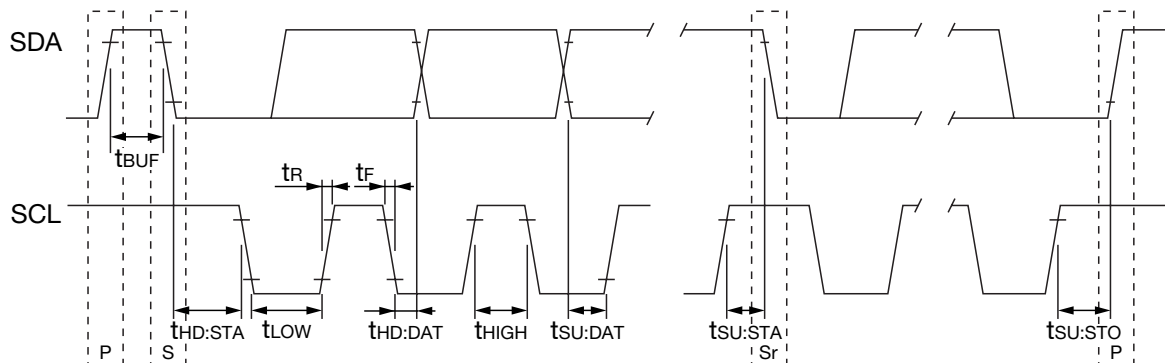 SDA
tBUF
tR
tF
SCL
tHD:STA
tLOW
tHD:DAT
tHIGH
tSU:DAT
tSU:STA
tSU:STO
P
S
Sr
P